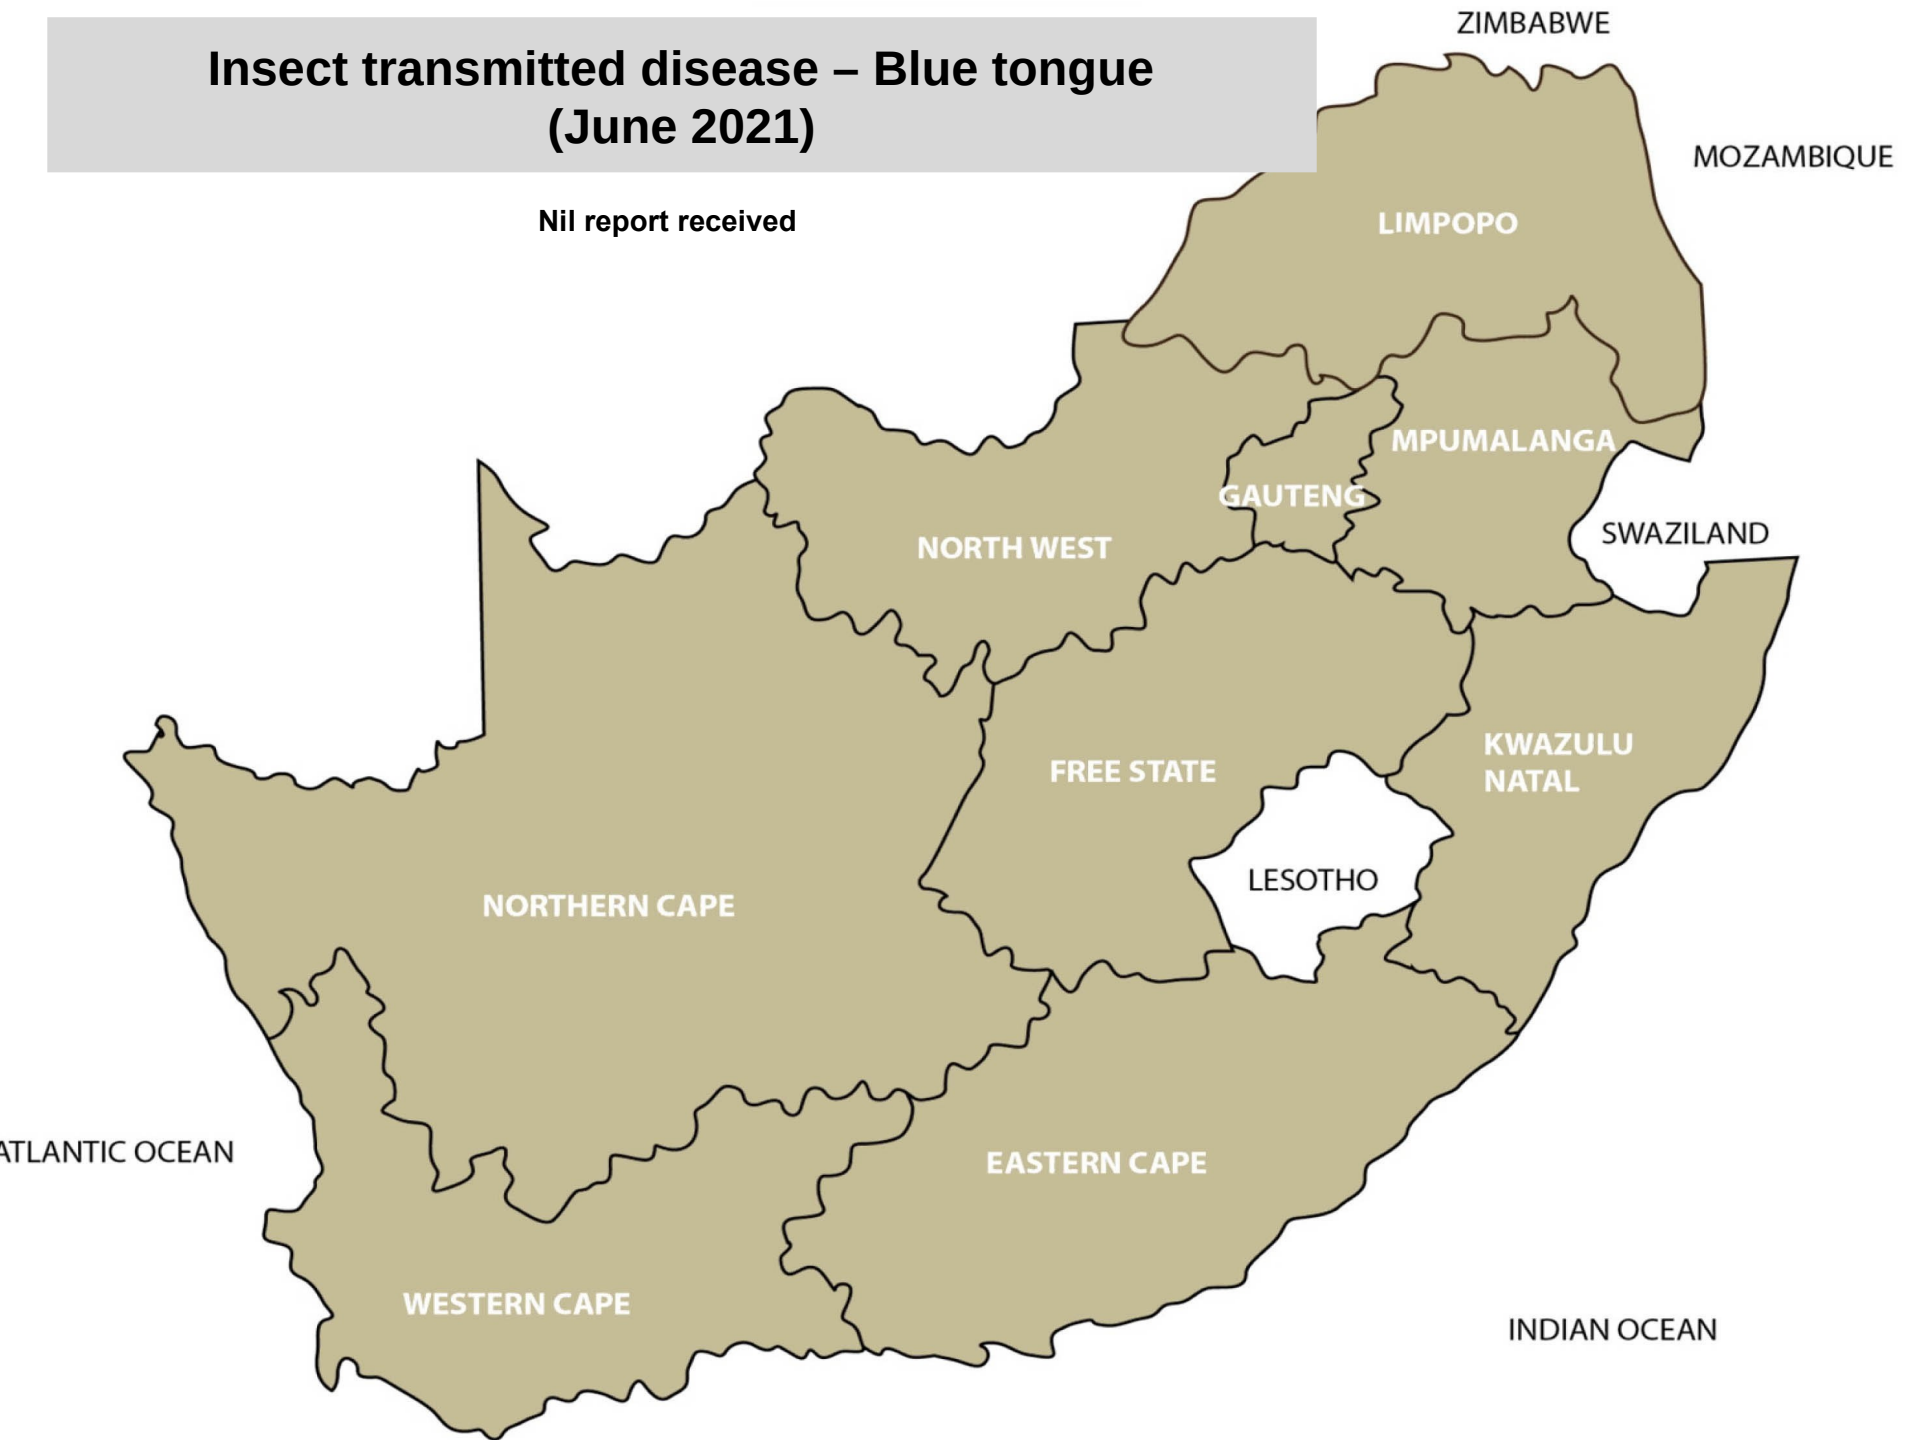 Insect transmitted disease – Blue tongue
(June 2021)
Nil report received
ZIMBABWE
MOZAMBIQUE
LIMPOPO
MPUMALANGA
GAUTENG
SWAZILAND
NORTH WEST
KWAZULU
NATAL
FREE STATE
LESOTHO
NORTHERN CAPE
ATLANTIC OCEAN
EASTERN CAPE
WESTERN CAPE
INDIAN OCEAN